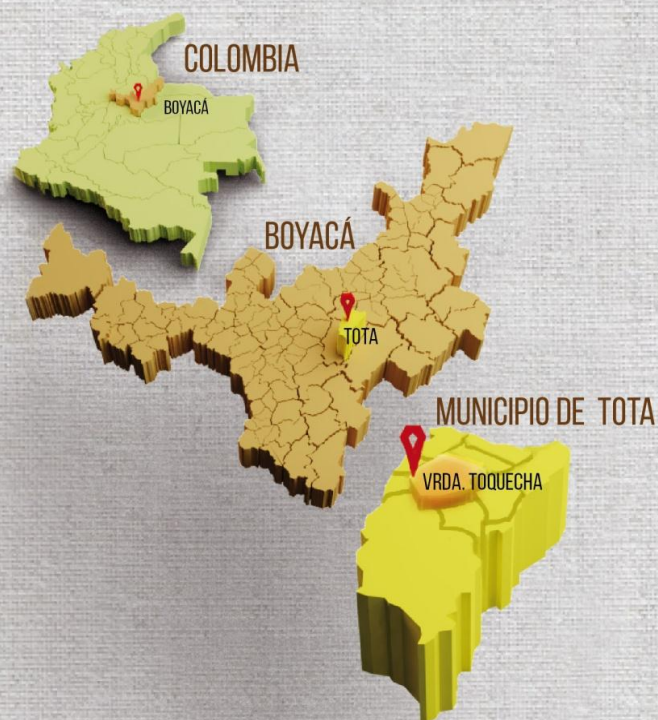 COLOMBIA
BOYACÁ
BOYACÁ
TOTA
MUNICIPIO DE TOTA
VRDA. TOQUECHA